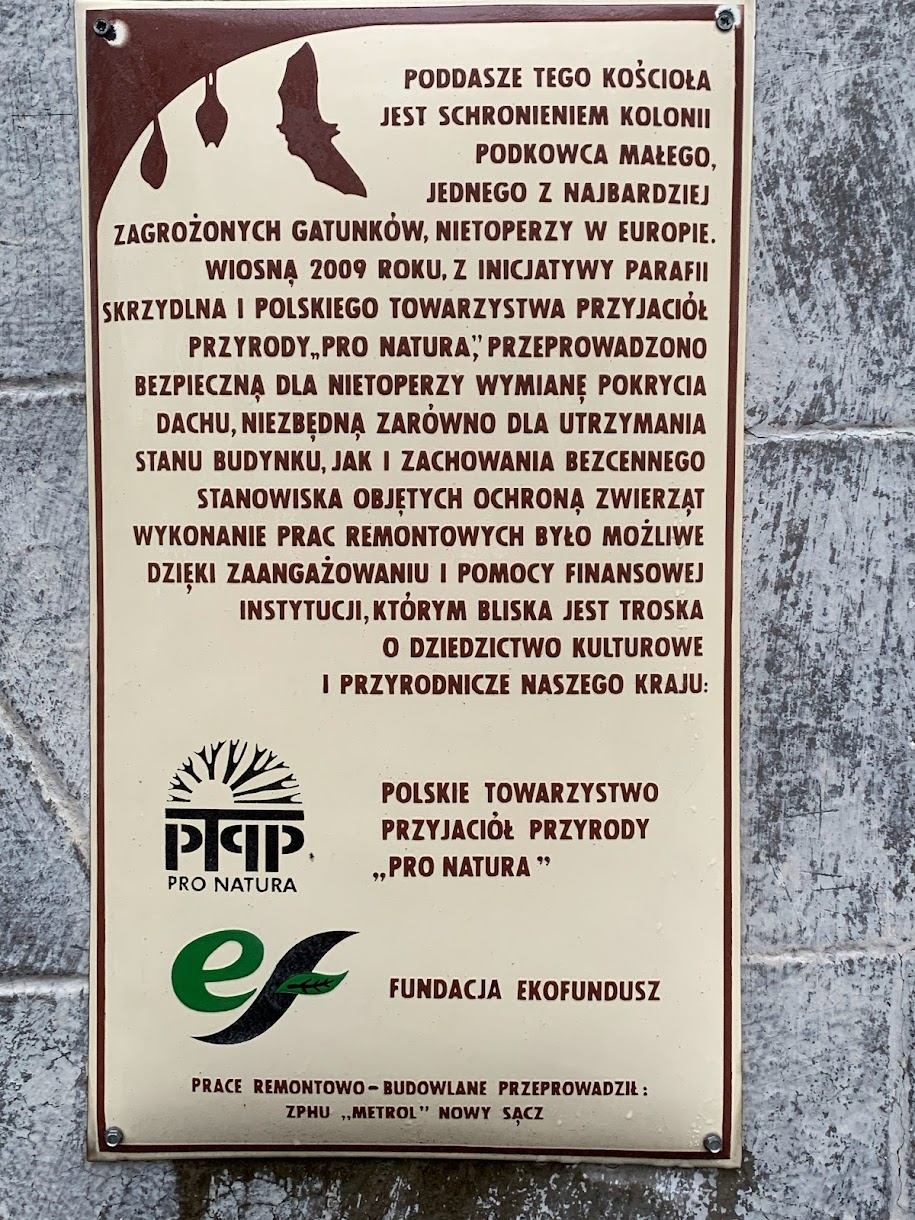 PODDASZE TEGO KOŚCIOŁA
JEST SCHRONIENIEM KOLONII
PODKOWCA MAŁEGO,
JEDNEGO Z NAJBARDZIEJ
ZAGROŻONYCH GATUNKÓW, NIETOPERZY W EUROPIE.
WIOSNĄ 2009 ROKU, Z INICJATYWY PARAFII
SKRZYDLNA I POLSKIEGO TOWARZYSTWA PRZYJACIÓŁ
PRZYRODY „PRO NATURA”, PRZEPROWADZONO
BEZPIECZNĄ DLA NIETOPERZY WYMIANĘ POKRYCIA
DACHU, NIEZBĘDNĄ ZARÓWNO DLA UTRZYMANIA
STANU BUDYNKU, JAK I ZACHOWANIA BEZCENNEGO
STANOWISKA OBJĘTYCH OCHRONĄ ZWIERZĄT
WYKONANIE PRAC REMONTOWYCH BYŁO MOŻLIWE
DZIĘKI ZAANGAŻOWANIU I POMOCY FINANSOWEJ
INSTYTUCJI, KTÓRYM BLISKA JEST TROSKA
O DZIEDZICTWO KULTUROWE
I PRZYRODNICZE NASZEGO KRAJU:
PTPP
PRO NATURA
POLSKIE TOWARZYSTWO
PRZYJACIÓŁ PRZYRODY
„PRO NATURA”
ef
FUNDACJA EKOFUNDUSZ
PRACE REMONTOWO-BUDOWLANE PRZEPROWADZIŁ:
ZPHU „METROL” NOWY SĄCZ